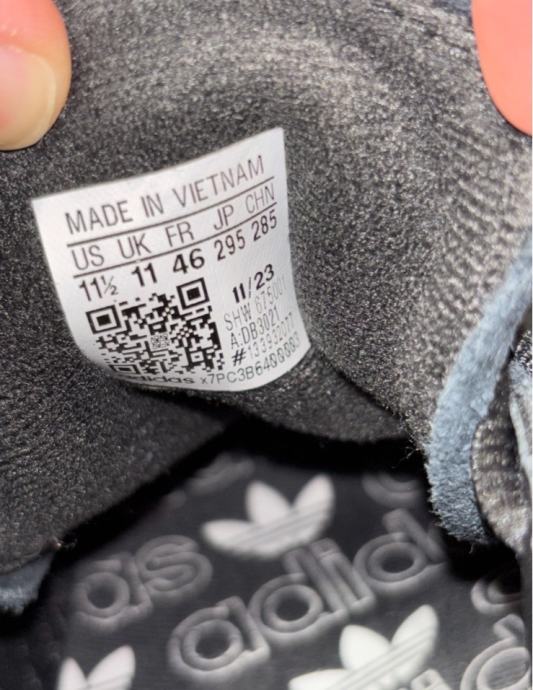 MADE IN VIETNAM
US UK FR JP CHN
11½ 11 46 295 285
11/23
SHW 675001
A:DB3021
adidas
as
adidas